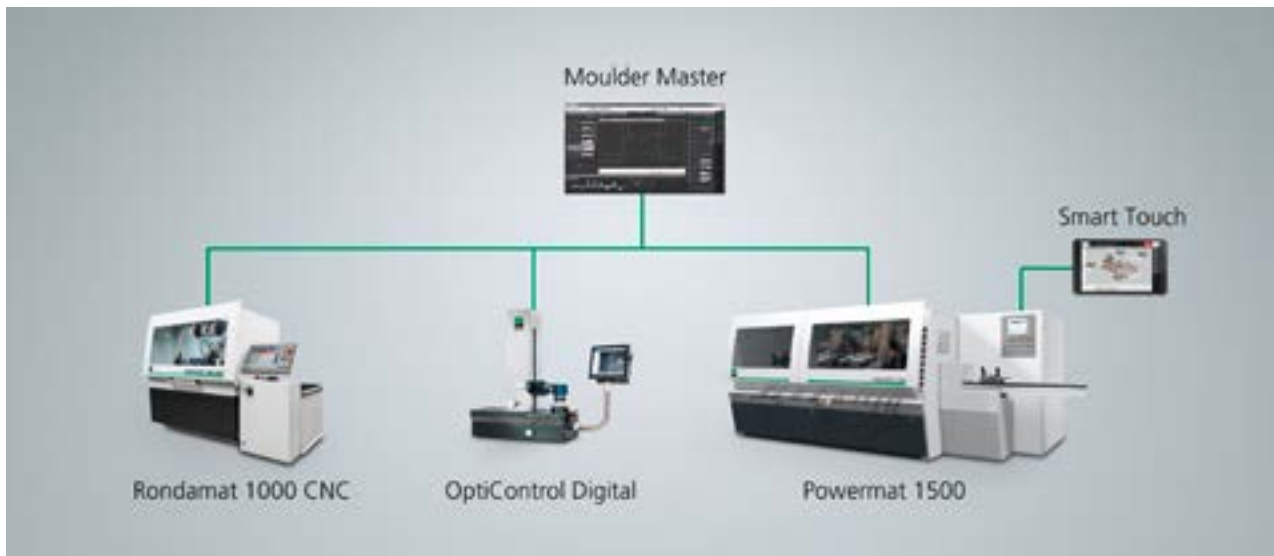 Moulder Master
Smart Touch
Rondamat 1000 CNC
OptiControl Digital
Powermat 1500